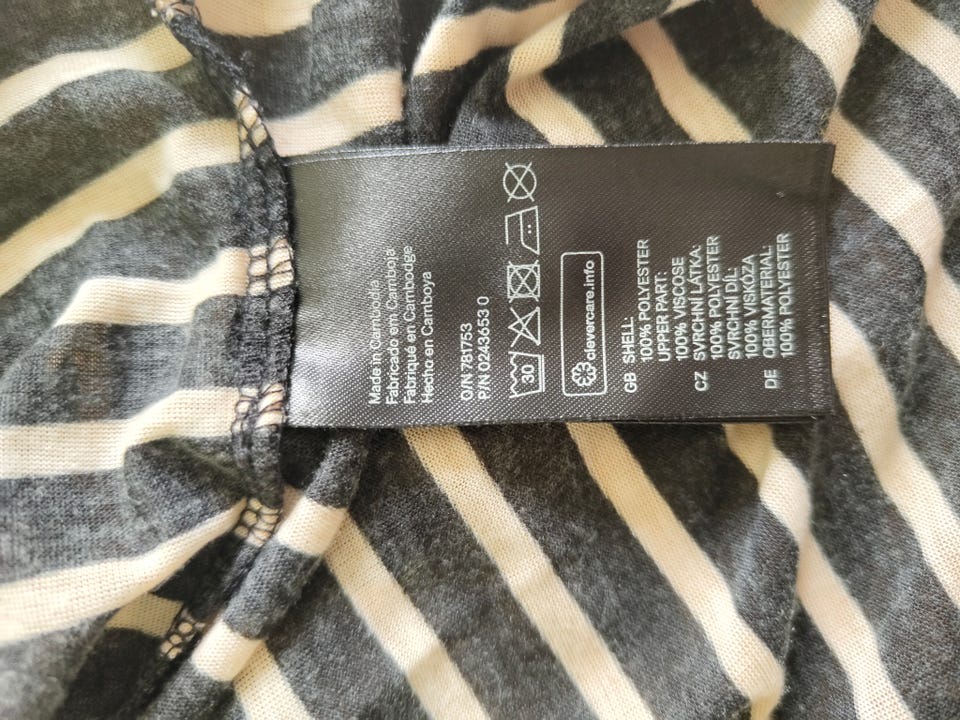 Made in Cambodia
Fabricado em Camboja
Fabriqué en Cambodge
Hecho en Camboya
O/N 781753
P/N 0243653 0
30
clevercare.info
GB SHELL:
100% POLYESTER
UPPER PART:
100% VISCOSE
CZ SVRCHNÍ LÁTKA:
100% POLYESTER
SVRCHNÍ DÍL:
100% VISKÓZA
DE OBERMATERIAL:
100% POLYESTER